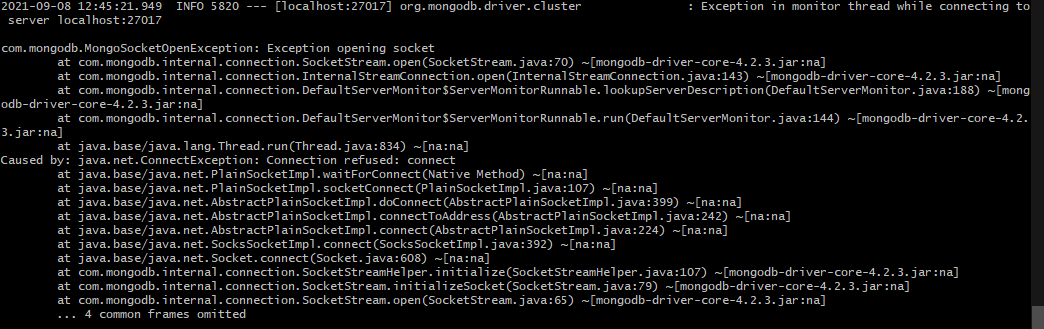 2021-09-08 12:45:21.949  INFO 5820 --- [localhost:27017] org.mongodb.driver.cluster               : Exception in monitor thread while connecting to
 server localhost:27017

com.mongodb.MongoSocketOpenException: Exception opening socket
        at com.mongodb.internal.connection.SocketStream.open(SocketStream.java:70) ~[mongodb-driver-core-4.2.3.jar:na]
        at com.mongodb.internal.connection.InternalStreamConnection.open(InternalStreamConnection.java:143) ~[mongodb-driver-core-4.2.3.jar:na]
        at com.mongodb.internal.connection.DefaultServerMonitor$ServerMonitorRunnable.lookupServerDescription(DefaultServerMonitor.java:188) ~[mong
odb-driver-core-4.2.3.jar:na]
        at com.mongodb.internal.connection.DefaultServerMonitor$ServerMonitorRunnable.run(DefaultServerMonitor.java:144) ~[mongodb-driver-core-4.2.
3.jar:na]
        at java.base/java.lang.Thread.run(Thread.java:834) ~[na:na]
Caused by: java.net.ConnectException: Connection refused: connect
        at java.base/java.net.PlainSocketImpl.waitForConnect(Native Method) ~[na:na]
        at java.base/java.net.PlainSocketImpl.socketConnect(PlainSocketImpl.java:107) ~[na:na]
        at java.base/java.net.AbstractPlainSocketImpl.doConnect(AbstractPlainSocketImpl.java:399) ~[na:na]
        at java.base/java.net.AbstractPlainSocketImpl.connectToAddress(AbstractPlainSocketImpl.java:242) ~[na:na]
        at java.base/java.net.AbstractPlainSocketImpl.connect(AbstractPlainSocketImpl.java:224) ~[na:na]
        at java.base/java.net.SocksSocketImpl.connect(SocksSocketImpl.java:392) ~[na:na]
        at java.base/java.net.Socket.connect(Socket.java:608) ~[na:na]
        at com.mongodb.internal.connection.SocketStreamHelper.initialize(SocketStreamHelper.java:107) ~[mongodb-driver-core-4.2.3.jar:na]
        at com.mongodb.internal.connection.SocketStream.initializeSocket(SocketStream.java:79) ~[mongodb-driver-core-4.2.3.jar:na]
        at com.mongodb.internal.connection.SocketStream.open(SocketStream.java:65) ~[mongodb-driver-core-4.2.3.jar:na]
        ... 4 common frames omitted